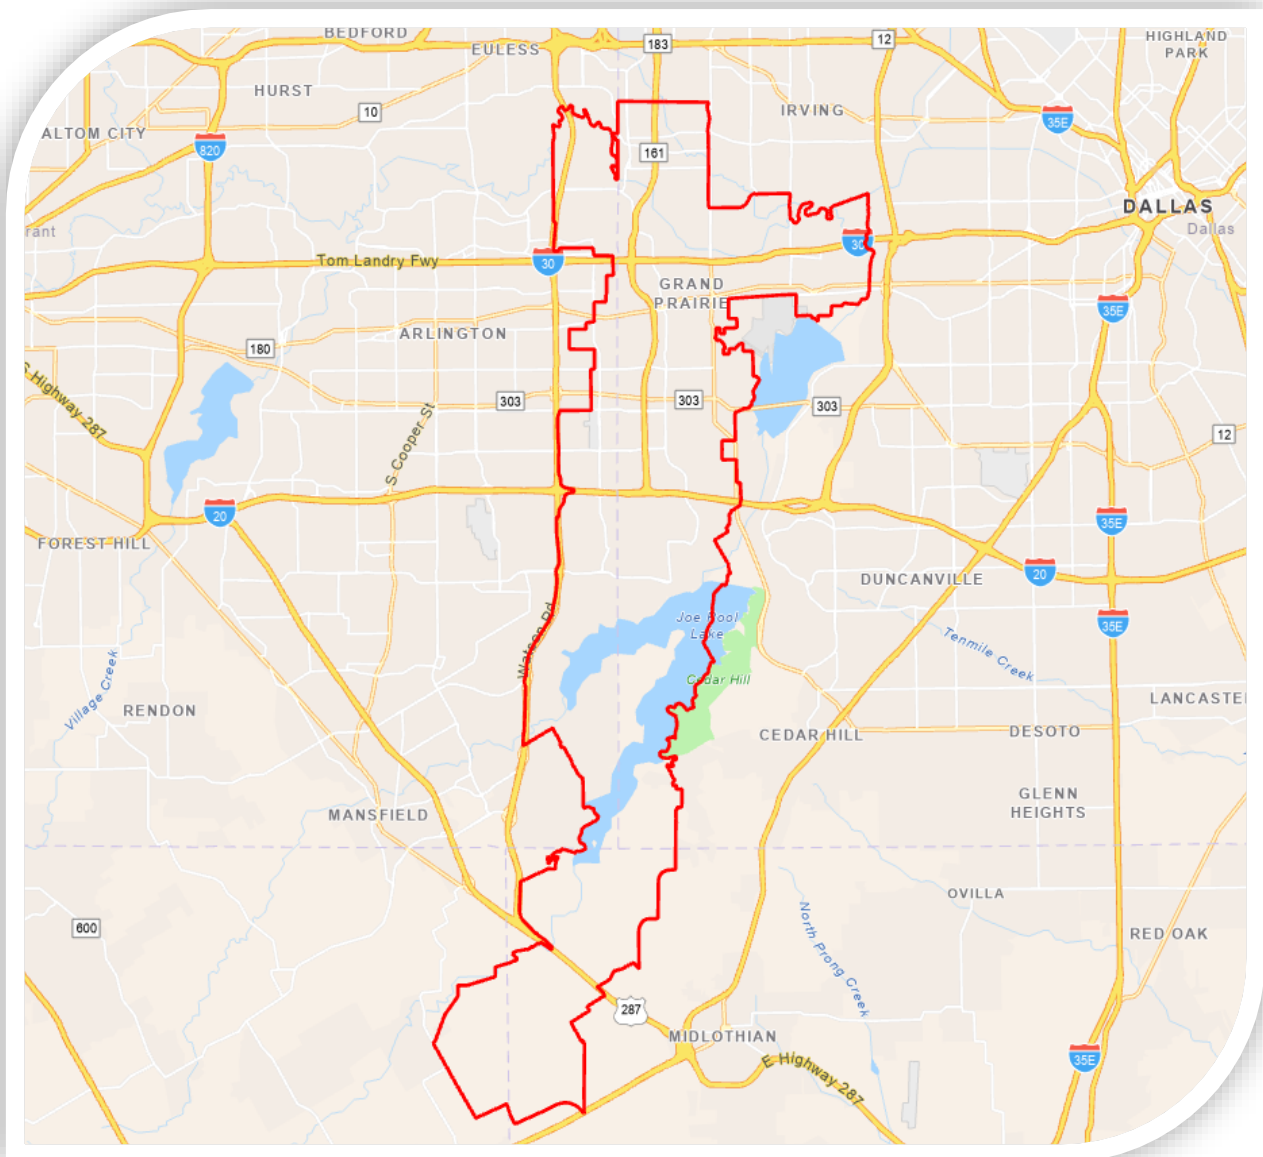 BEDFORD
EULESS
183
12
HIGHLAND
PARK
HURST
10
IRVING
35E
ALTOM CITY
820
161
DALLAS
Dallas
rant
30
Tom Landry Fwy
30
GRAND
PRAIRIE
35E
ARLINGTON
180
S Highway 287
303
303
303
S Cooper St
12
20
35E
FOREST HILL
DUNCANVILLE
20
Joe Pool
Lake
35E
Watson Rd
Tenmile Creek
Cedar Hill
Village Creek
RENDON
LANCASTE
CEDAR HILL
DESOTO
GLENN
HEIGHTS
MANSFIELD
OVILLA
600
North Prong Creek
RED OAK
287
MIDLOTHIAN
35E
E Highway 287